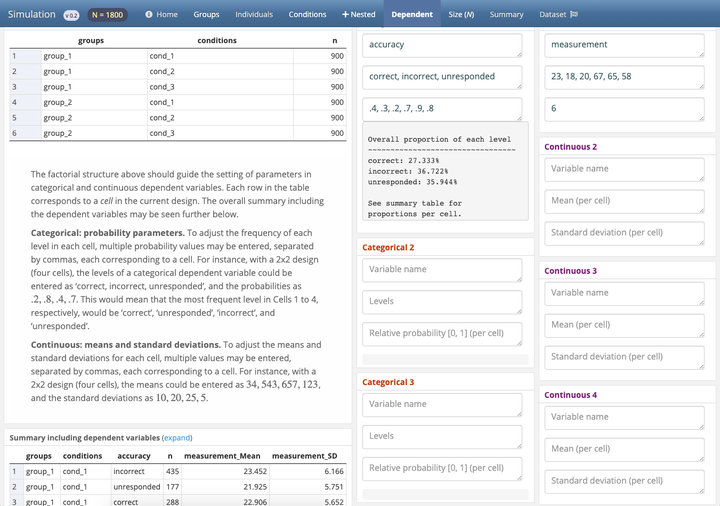 Simulation v 0.2 N = 1800 Home Groups Individuals Conditions + Nested Dependent Size (N) Summary Dataset
groups conditions n
1 group_1 cond_1 900
2 group_1 cond_2 900
3 group_1 cond_3 900
4 group_2 cond_1 900
5 group_2 cond_2 900
6 group_2 cond_3 900
The factorial structure above should guide the setting of parameters in
categorical and continuous dependent variables. Each row in the table
corresponds to a cell in the current design. The overall summary including
the dependent variables may be seen further below.
Categorical: probability parameters. To adjust the frequency of each
level in each cell, multiple probability values may be entered, separated
by commas, each corresponding to a cell. For instance, with a 2x2 design
(four cells), the levels of a categorical dependent variable could be
entered as ‘correct, incorrect, unresponded’, and the probabilities as
.2, .8, .4, .7. This would mean that the most frequent level in Cells 1 to 4,
respectively, would be ‘correct’, ‘unresponded’, ‘incorrect’, and
‘unresponded’.
Continuous: means and standard deviations. To adjust the means and
standard deviations for each cell, multiple values may be entered,
separated by commas, each corresponding to a cell. For instance, with a
2x2 design (four cells), the means could be entered as 34, 543, 657, 123,
and the standard deviations as 10, 20, 25, 5.
Summary including dependent variables (expand)
groups conditions accuracy n measurement_Mean measurement_SD
1 group_1 cond_1 incorrect 435 23.452 6.166
2 group_1 cond_1 unresponded 177 21.925 5.751
3 group_1 cond_1 correct 288 22.906 5.652
accuracy
correct, incorrect, unresponded
.4, .3, .2, .7, .9, .8
Overall proportion of each level
---------------------------------
correct: 27.333%
incorrect: 36.722%
unresponded: 35.944%
See summary table for
proportions per cell.
Categorical 2
Variable name
Levels
Relative probability [0, 1] (per cell)
Categorical 3
Variable name
Levels
Relative probability [0, 1] (per cell)
measurement
23, 18, 20, 67, 65, 58
6
Continuous 2
Variable name
Mean (per cell)
Standard deviation (per cell)
Continuous 3
Variable name
Mean (per cell)
Standard deviation (per cell)
Continuous 4
Variable name
Mean (per cell)
Standard deviation (per cell)